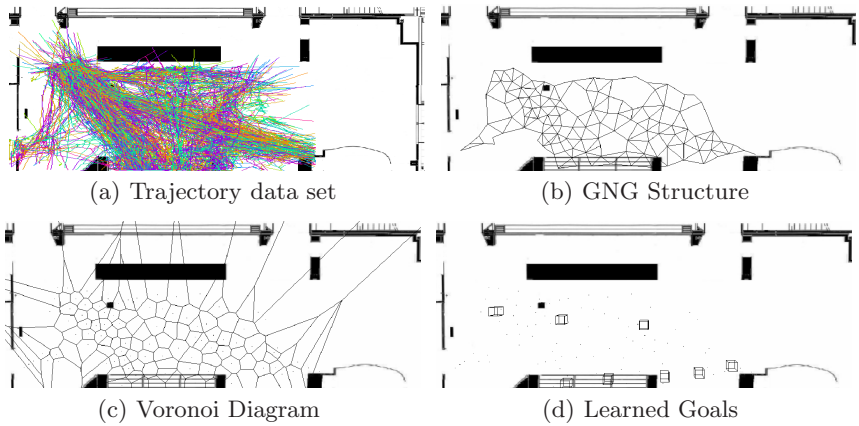 (a) Trajectory data set
(b) GNG Structure
(c) Voronoi Diagram
(d) Learned Goals